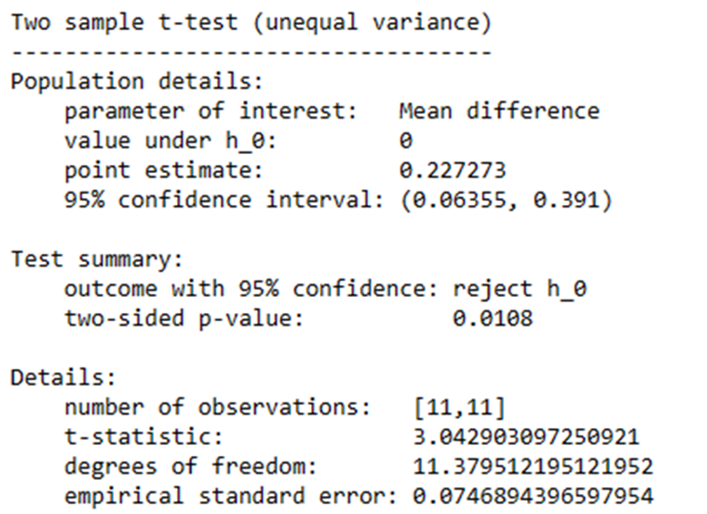 Two sample t-test (unequal variance)
------------------------------------
Population details:
    parameter of interest:   Mean difference
    value under h_0:         0
    point estimate:          0.227273
    95% confidence interval: (0.06355, 0.391)

Test summary:
    outcome with 95% confidence: reject h_0
    two-sided p-value:           0.0108

Details:
    number of observations:   [11,11]
    t-statistic:              3.042903097250921
    degrees of freedom:       11.379512195121952
    empirical standard error: 0.0746894396597954